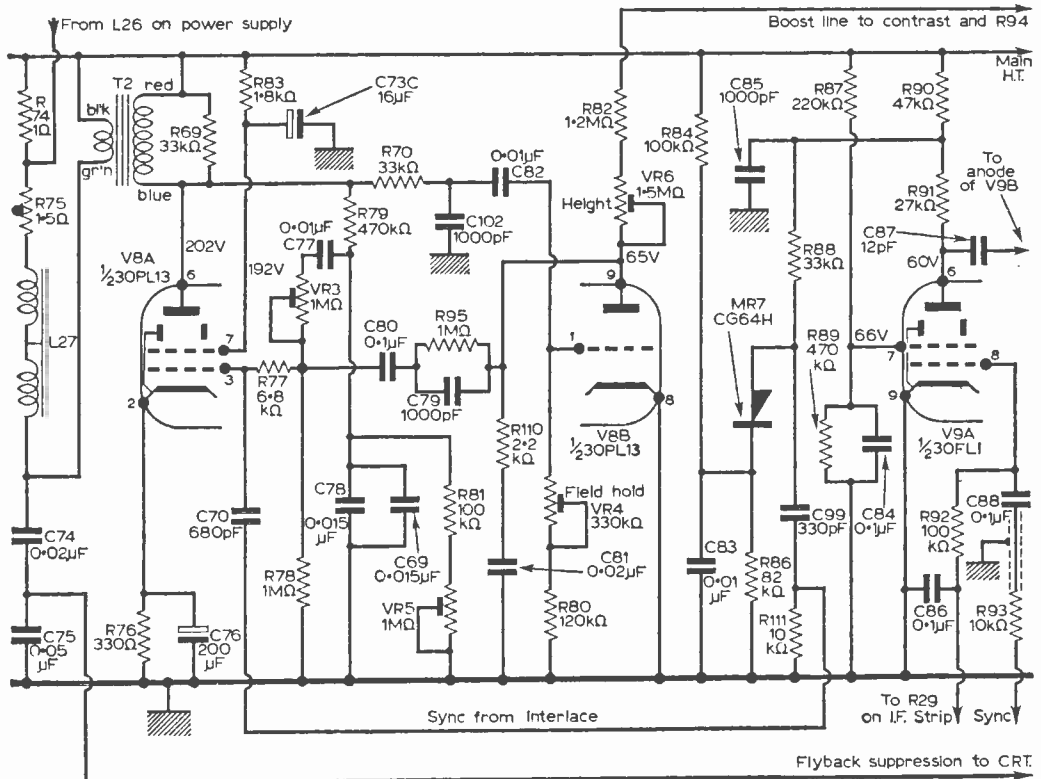 From L26 on power supply
Boost line to contrast and R94
Main
H.T.
R
74
1Ω
blk
T2
red
gr'n
blue
R69
33kΩ
R83
1·8kΩ
C73C
16µF
R75
1·5Ω
L27
202V
V8A
½30PL13
6
7
3
2
192V
R70
33kΩ
0·01µF
C82
C102
1000pF
R79
470kΩ
0·01µF
C77
VR3
1MΩ
R77
6·8
kΩ
C80
0·1µF
R95
1MΩ
C79
1000pF
R82
1·2MΩ
VR6
1·5MΩ
Height
65V
9
1
8
V8B
½30PL13
R84
100kΩ
C85
1000pF
R87
220kΩ
R90
47kΩ
R91
27kΩ
To
anode
of V9B
C87
12pF
60V
6
R88
33kΩ
MR7
CG64H
R89
470
kΩ
66V
7
8
9
V9A
½30FL1
C84
0·1µF
C74
0·02µF
C75
0·05
µF
R76
330Ω
C76
200
µF
C70
680pF
R78
1MΩ
C78
0·015
µF
C69
0·015µF
R81
100
kΩ
VR5
1MΩ
R110
2·2
kΩ
C81
0·02µF
Field hold
VR4
330kΩ
R80
120kΩ
C83
0·01
µF
R86
82
kΩ
C99
330pF
R111
10
kΩ
R92
100
kΩ
C88
0·1µF
C86
0·1µF
R93
10kΩ
Sync from interlace
To R29
on I.F. Strip
Sync
Flyback suppression to CRT.